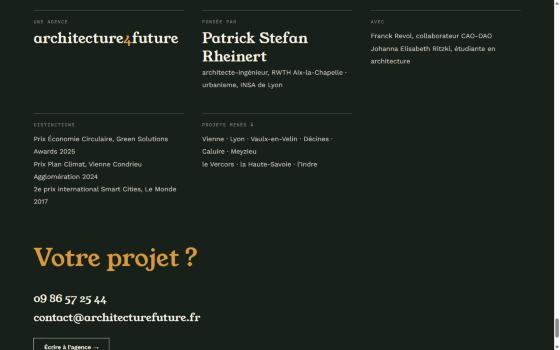 UNE AGENCE
architecture4future
FONDÉE PAR
Patrick Stefan
Rheinert
architecte-ingénieur, RWTH Aix-la-Chapelle ·
urbanisme, INSA de Lyon
AVEC
Franck Revol, collaborateur CAO-DAO
Johanna Elisabeth Ritzki, étudiante en
architecture
DISTINCTIONS
Prix Économie Circulaire, Green Solutions
Awards 2025
Prix Plan Climat, Vienne Condrieu
Agglomération 2024
2e prix international Smart Cities, Le Monde
2017
PROJETS MENÉS À
Vienne · Lyon · Vaulx-en-Velin · Décines ·
Caluire · Meyzieu
le Vercors · la Haute-Savoie · l'Indre
Votre projet ?
09 86 57 25 44
contact@architecturefuture.fr
Écrire à l'agence →